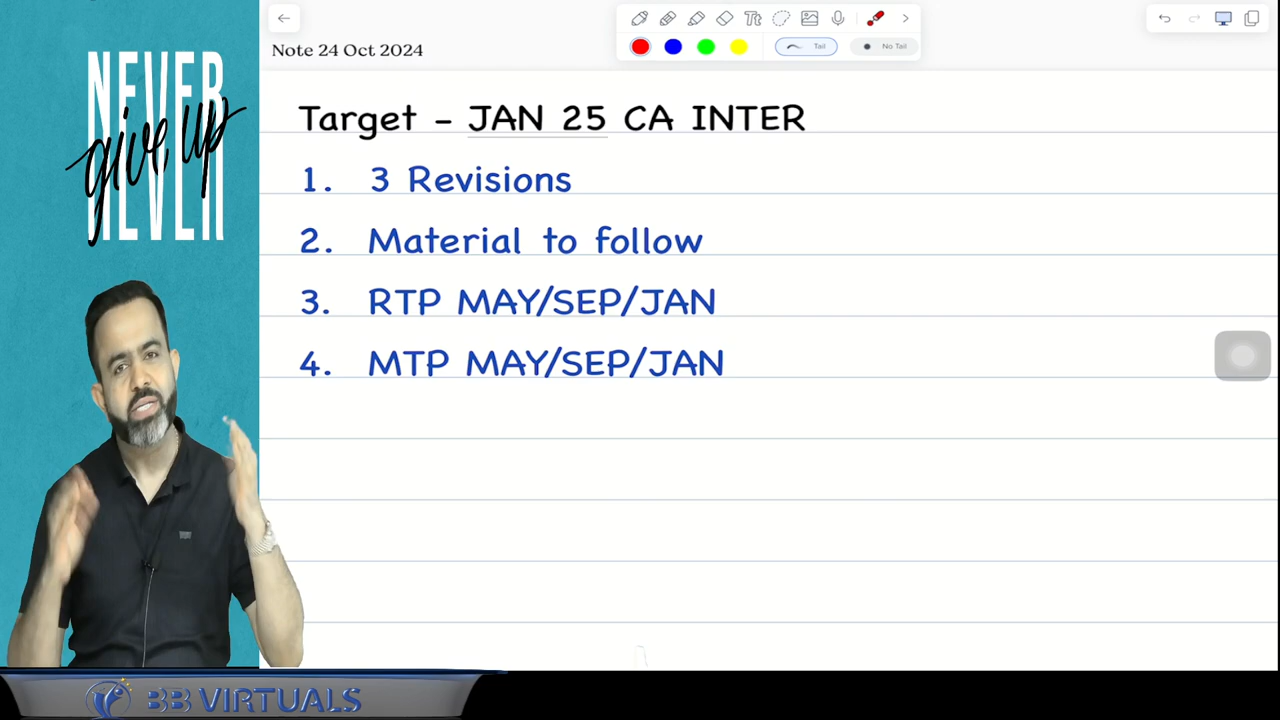 NEVER
give up
NEVER
Note 24 Oct 2024
Tt
Tail
No Tail
Target - JAN 25 CA INTER
1. 3 Revisions
2. Material to follow
3. RTP MAY/SEP/JAN
4. MTP MAY/SEP/JAN
BB VIRTUALS